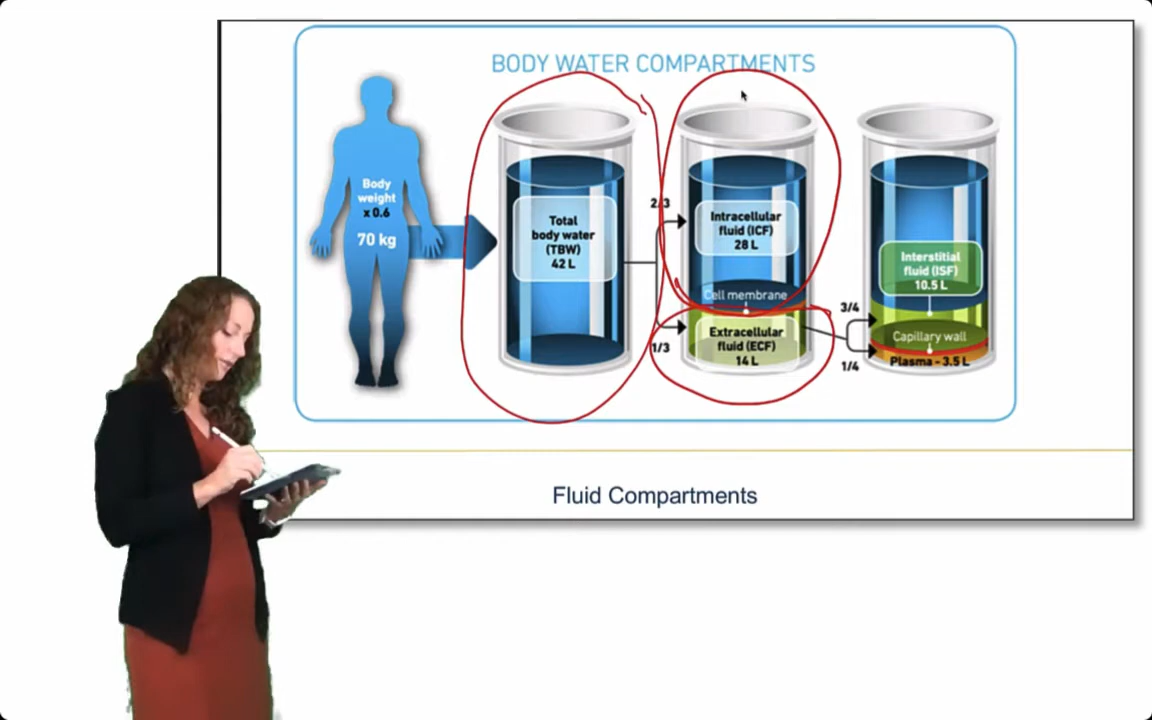 BODY WATER COMPARTMENTS
Body
weight
x 0.6
70 kg
Total
body water
(TBW)
42 L
2/3
1/3
Intracellular
fluid (ICF)
28 L
Cell membrane
Extracellular
fluid (ECF)
14 L
3/4
1/4
Interstitial
fluid (ISF)
10.5 L
Capillary wall
Plasma - 3.5 L
Fluid Compartments